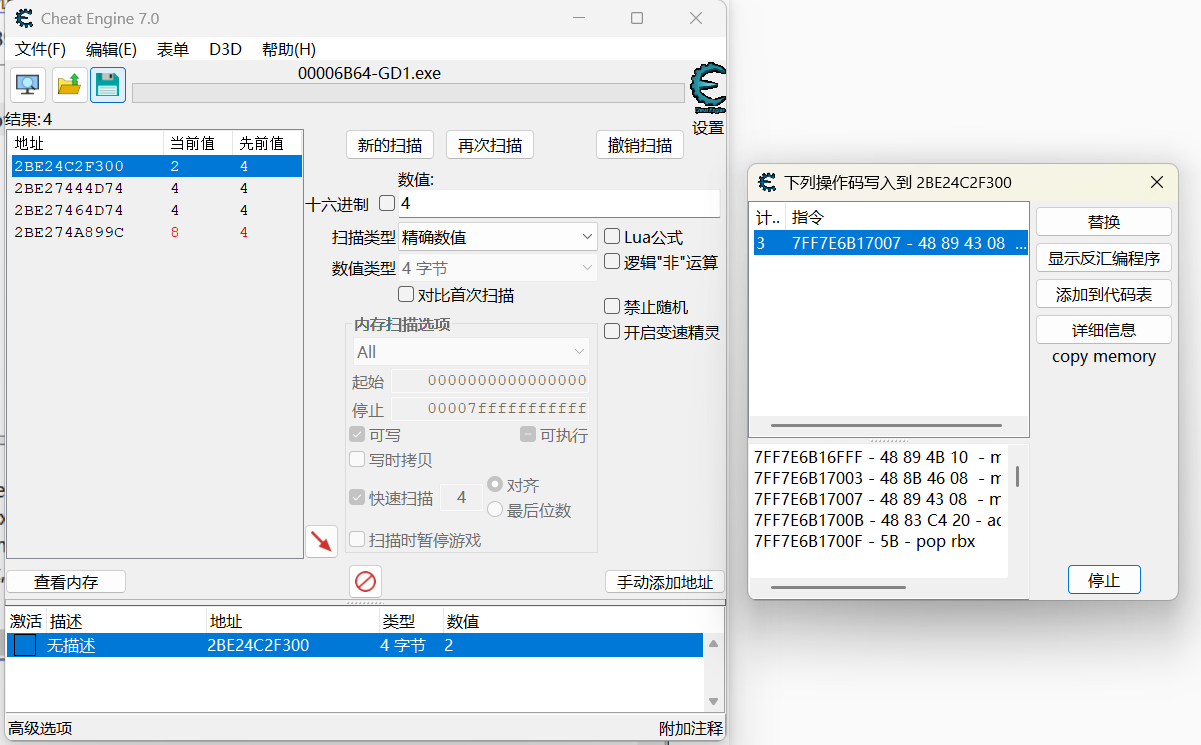 Cheat Engine 7.0
文件(F) 编辑(E) 表单 D3D 帮助(H)
00006B64-GD1.exe
设置
结果:4
地址 当前值 先前值
2BE24C2F300 2 4
2BE27444D74 4 4
2BE27464D74 4 4
2BE274A899C 8 4
新的扫描 再次扫描 撤销扫描
数值:
十六进制 4
扫描类型 精确数值
数值类型 4 字节
Lua公式
逻辑"非"运算
对比首次扫描
禁止随机
开启变速精灵
内存扫描选项
All
起始 0000000000000000
停止 00007fffffffffff
可写 可执行
写时拷贝
快速扫描 4 对齐
最后位数
扫描时暂停游戏
查看内存 手动添加地址
激活 描述 地址 类型 数值
无描述 2BE24C2F300 4 字节 2
高级选项 附加注释
下列操作码写入到 2BE24C2F300
计.. 指令
3 7FF7E6B17007 - 48 89 43 08 ...
替换
显示反汇编程序
添加到代码表
详细信息
copy memory
7FF7E6B16FFF - 48 89 4B 10 - m
7FF7E6B17003 - 48 8B 46 08 - m
7FF7E6B17007 - 48 89 43 08 - m
7FF7E6B1700B - 48 83 C4 20 - ac
7FF7E6B1700F - 5B - pop rbx
停止